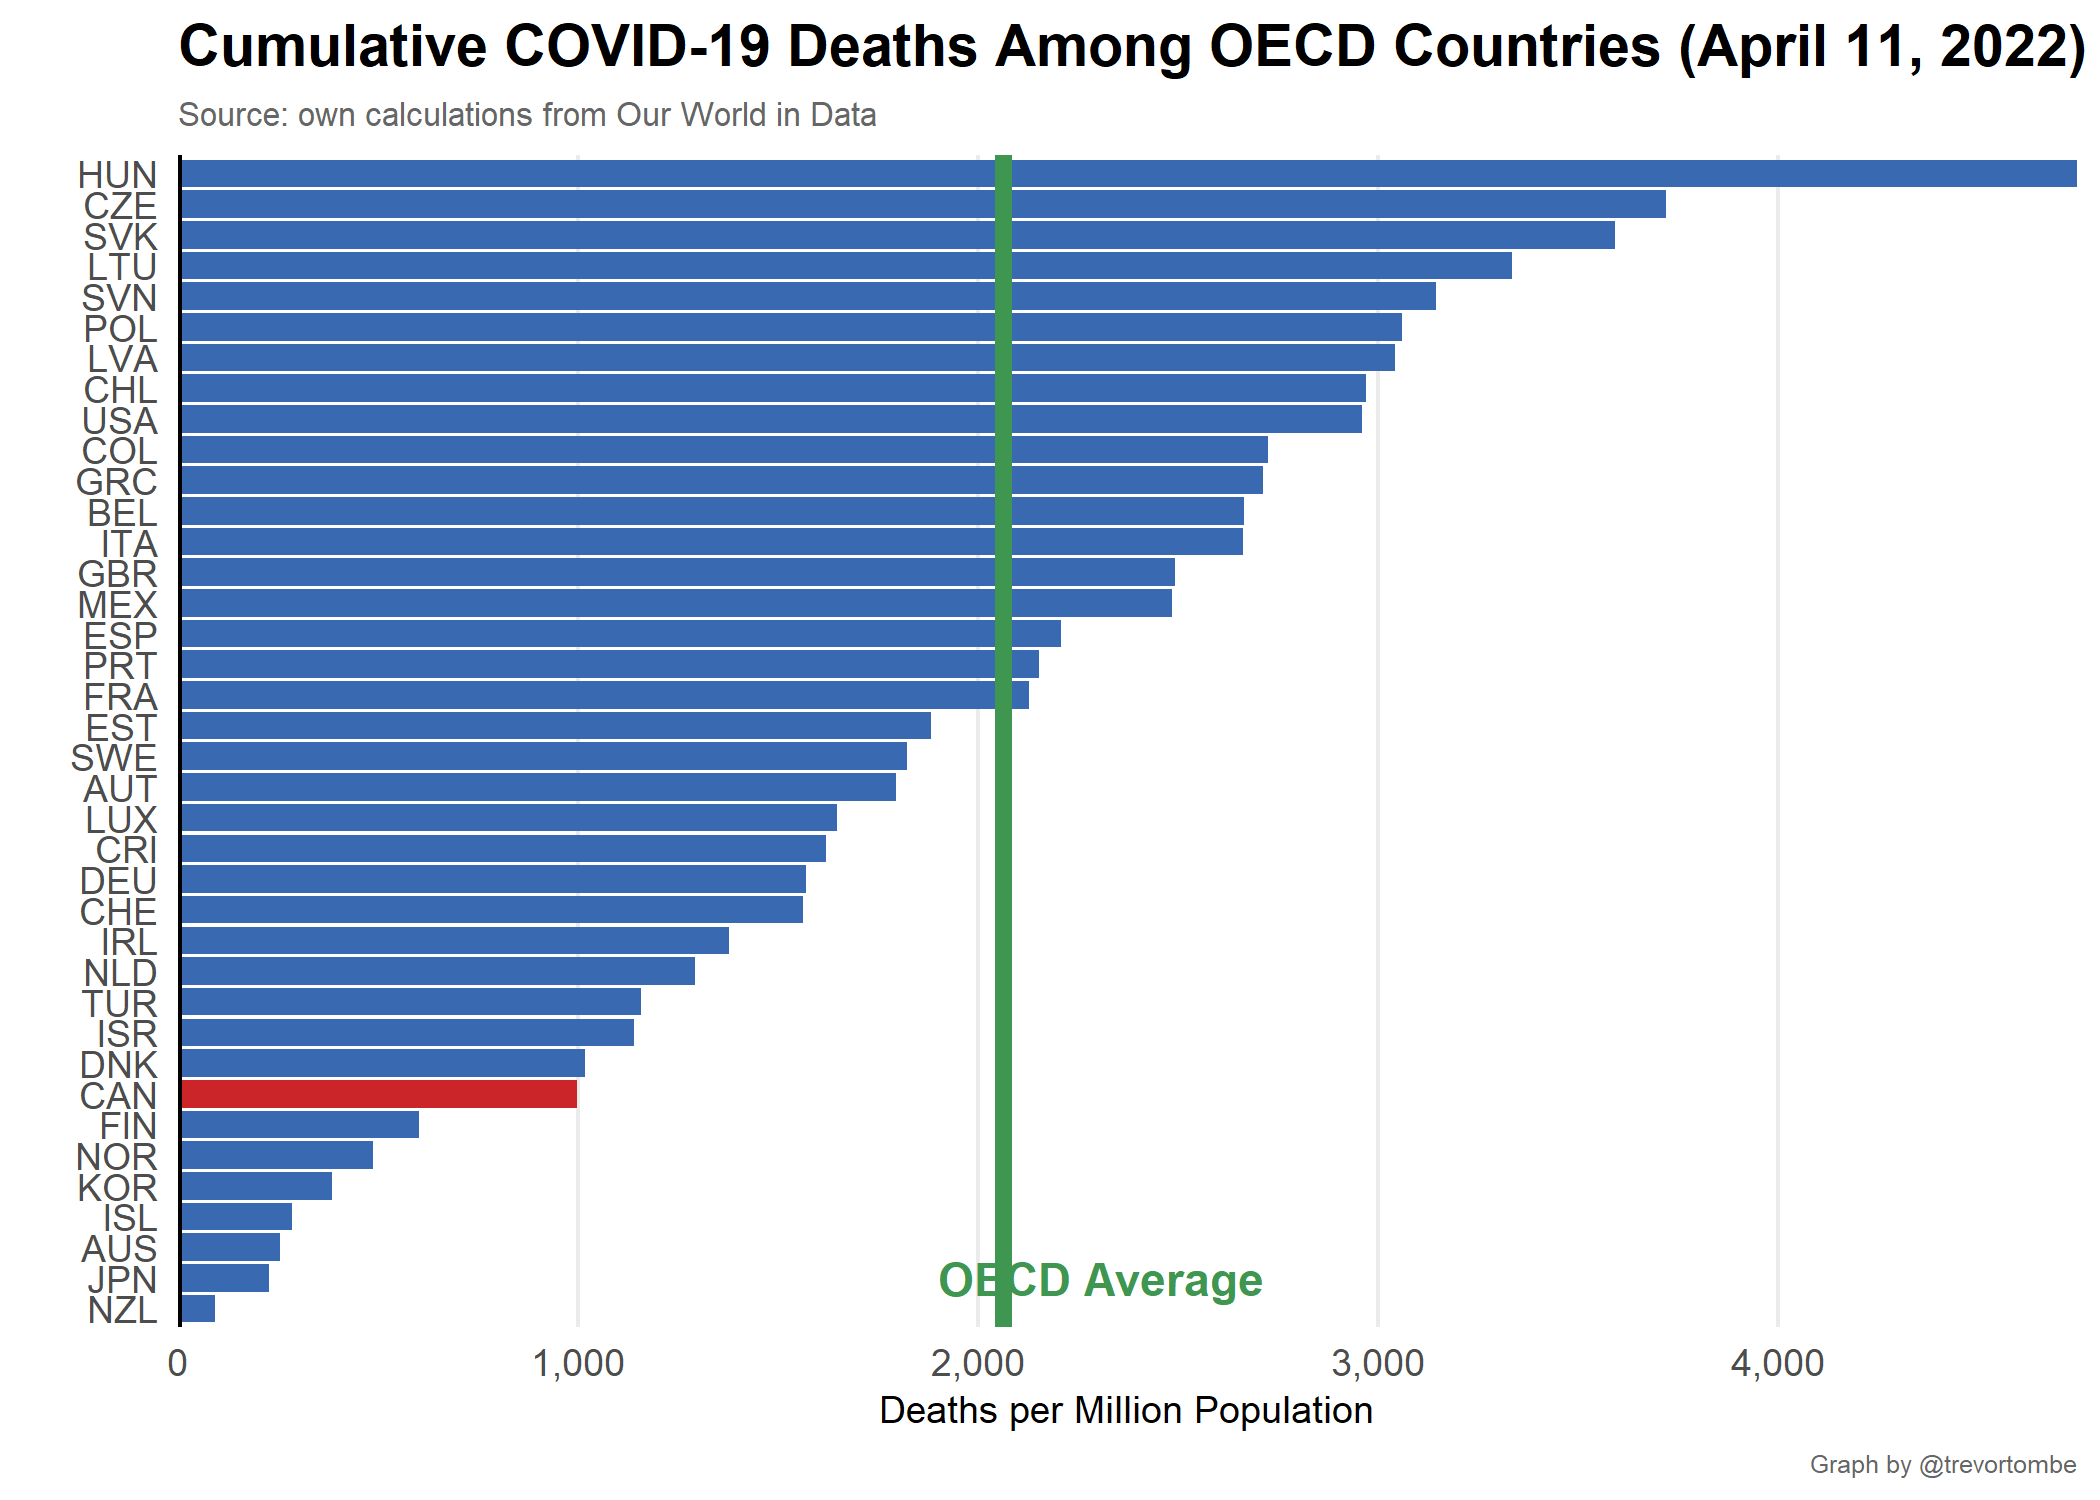 Cumulative COVID-19 Deaths Among OECD Countries (April 11, 2022)
Source: own calculations from Our World in Data
HUN
CZE
SVK
LTU
SVN
POL
LVA
CHL
USA
COL
GRC
BEL
ITA
GBR
MEX
ESP
PRT
FRA
EST
SWE
AUT
LUX
CRI
DEU
CHE
IRL
NLD
TUR
ISR
DNK
CAN
FIN
NOR
KOR
ISL
AUS
JPN
OECD Average
NZL
0 1,000 2,000 3,000 4,000
Deaths per Million Population
Graph by @trevortombe